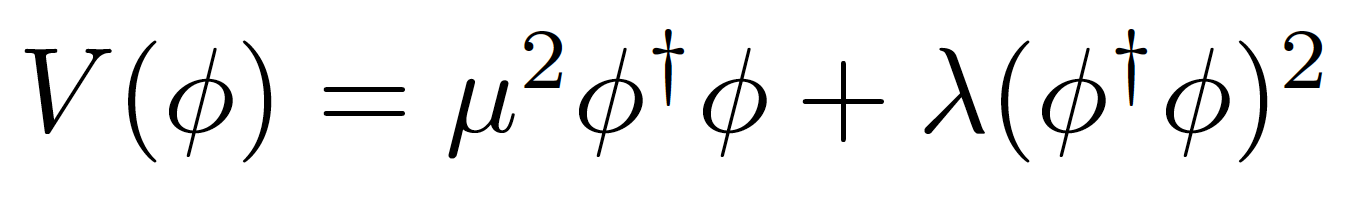 V(ϕ) = μ²ϕ†ϕ + λ(ϕ†ϕ)²